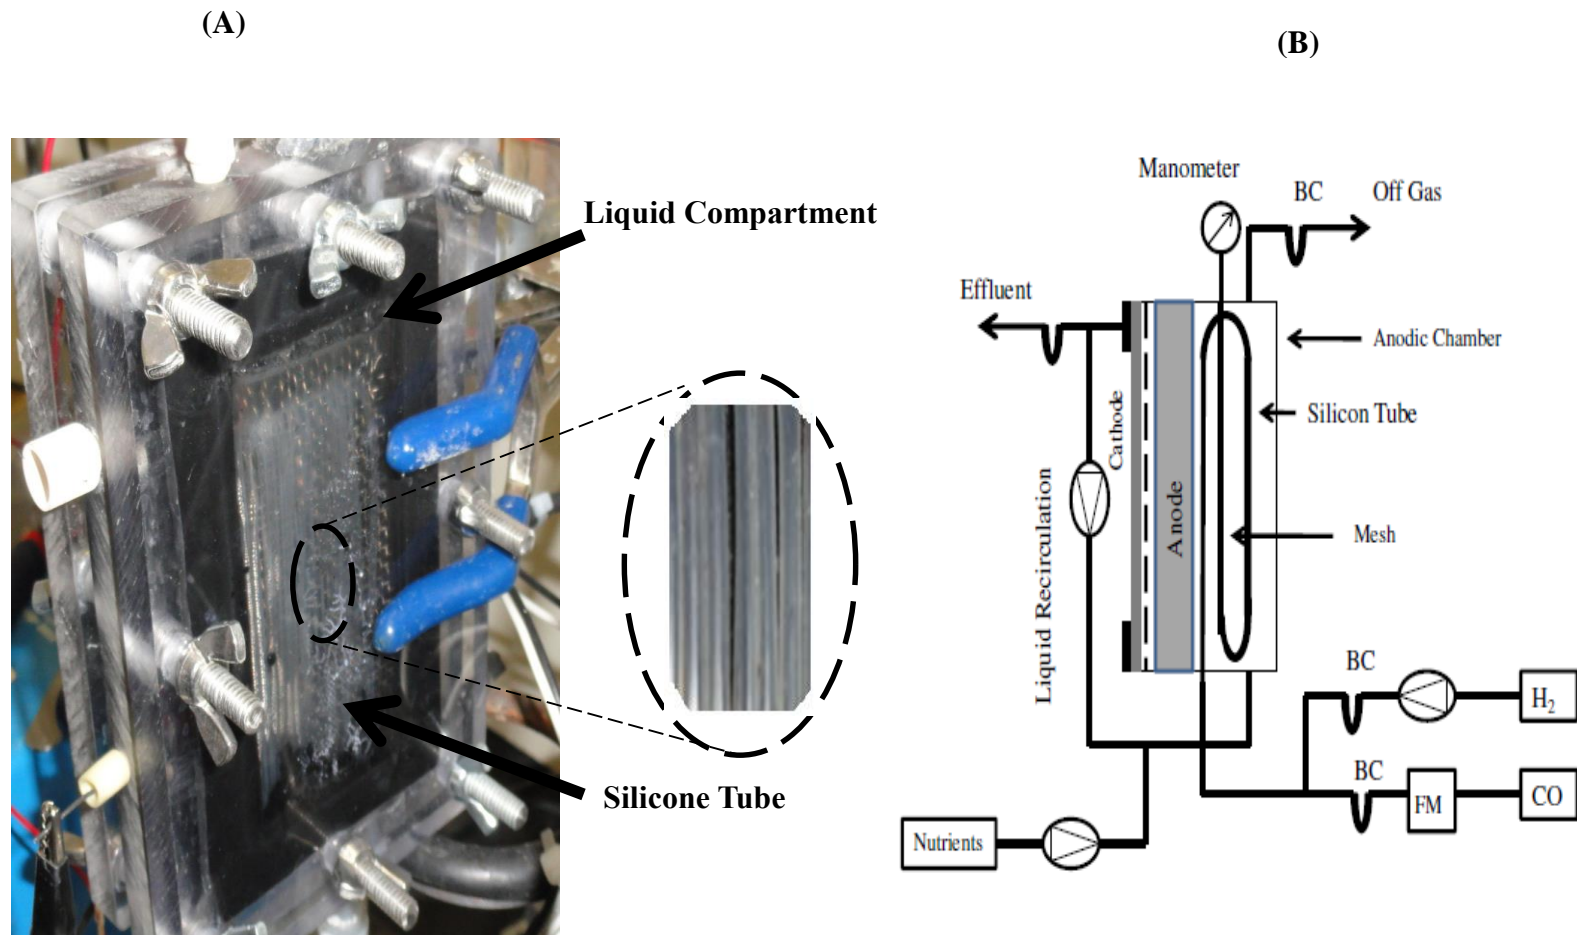 (A)
(B)
Liquid Compartment
Silicone Tube
Manometer
BC
Off Gas
Effluent
Anodic Chamber
Silicon Tube
Cathode
Anode
Liquid Recirculation
Mesh
BC
H₂
BC
FM
CO
Nutrients